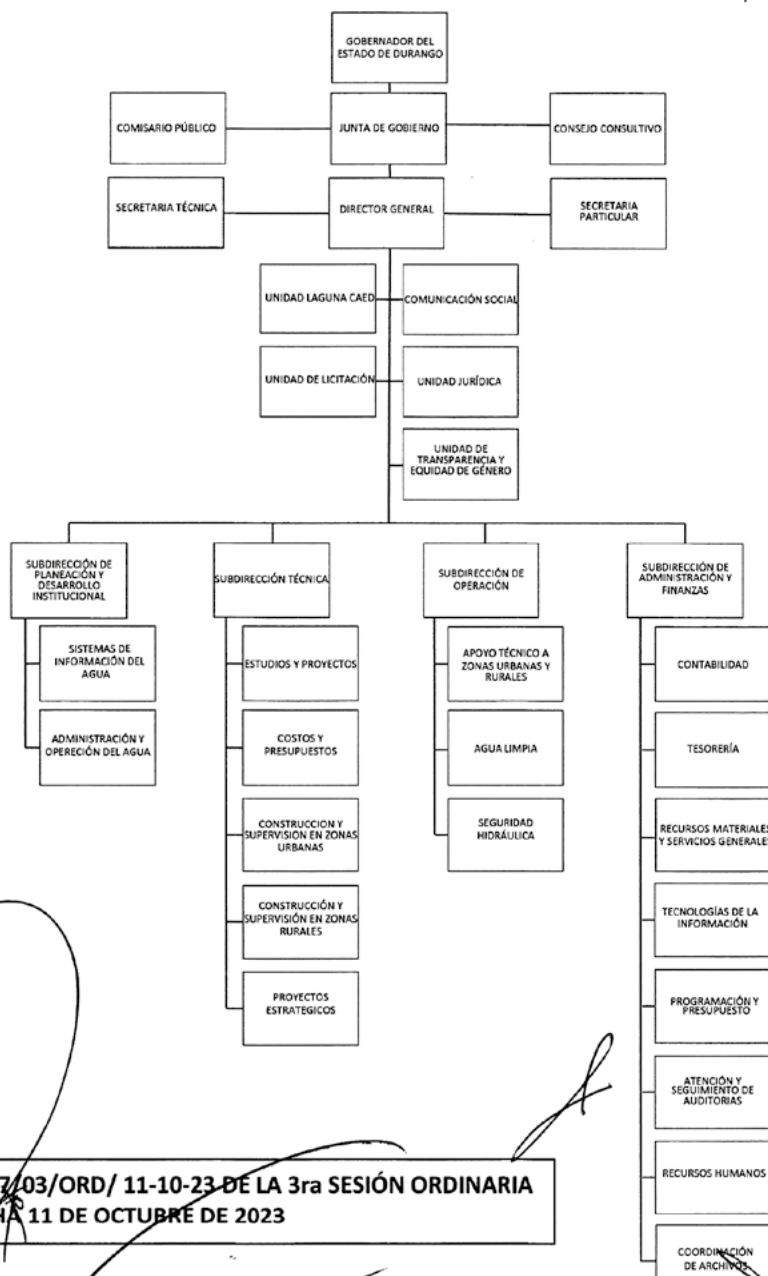 GOBERNADOR DEL
ESTADO DE DURANGO
COMISARIO PÚBLICO
JUNTA DE GOBIERNO
CONSEJO CONSULTIVO
SECRETARIA TÉCNICA
DIRECTOR GENERAL
SECRETARIA
PARTICULAR
UNIDAD LAGUNA CAED
COMUNICACIÓN SOCIAL
UNIDAD DE LICITACIÓN
UNIDAD JURÍDICA
UNIDAD DE
TRANSPARENCIA Y
EQUIDAD DE GÉNERO
SUBDIRECCIÓN DE
PLANEACIÓN Y
DESARROLLO
INSTITUCIONAL
SISTEMAS DE
INFORMACIÓN DEL
AGUA
ADMINISTRACIÓN Y
OPERECIÓN DEL AGUA
SUBDIRECCIÓN TÉCNICA
ESTUDIOS Y PROYECTOS
COSTOS Y
PRESUPUESTOS
CONSTRUCCION Y
SUPERVISION EN ZONAS
URBANAS
CONSTRUCCIÓN Y
SUPERVISIÓN EN ZONAS
RURALES
PROYECTOS
ESTRATEGICOS
SUBDIRECCIÓN DE
OPERACIÓN
APOYO TÉCNICO A
ZONAS URBANAS Y
RURALES
AGUA LIMPIA
SEGURIDAD
HIDRÁULICA
SUBDIRECCIÓN DE
ADMINISTRACIÓN Y
FINANZAS
CONTABILIDAD
TESORERÍA
RECURSOS MATERIALES
Y SERVICIOS GENERALES
TECNOLOGÍAS DE LA
INFORMACIÓN
PROGRAMACIÓN Y
PRESUPUESTO
ATENCIÓN Y
SEGUIMIENTO DE
AUDITORIAS
RECURSOS HUMANOS
COORDINACIÓN
DE ARCHIVOS
7/03/ORD/ 11-10-23 DE LA 3ra SESIÓN ORDINARIA
HA 11 DE OCTUBRE DE 2023